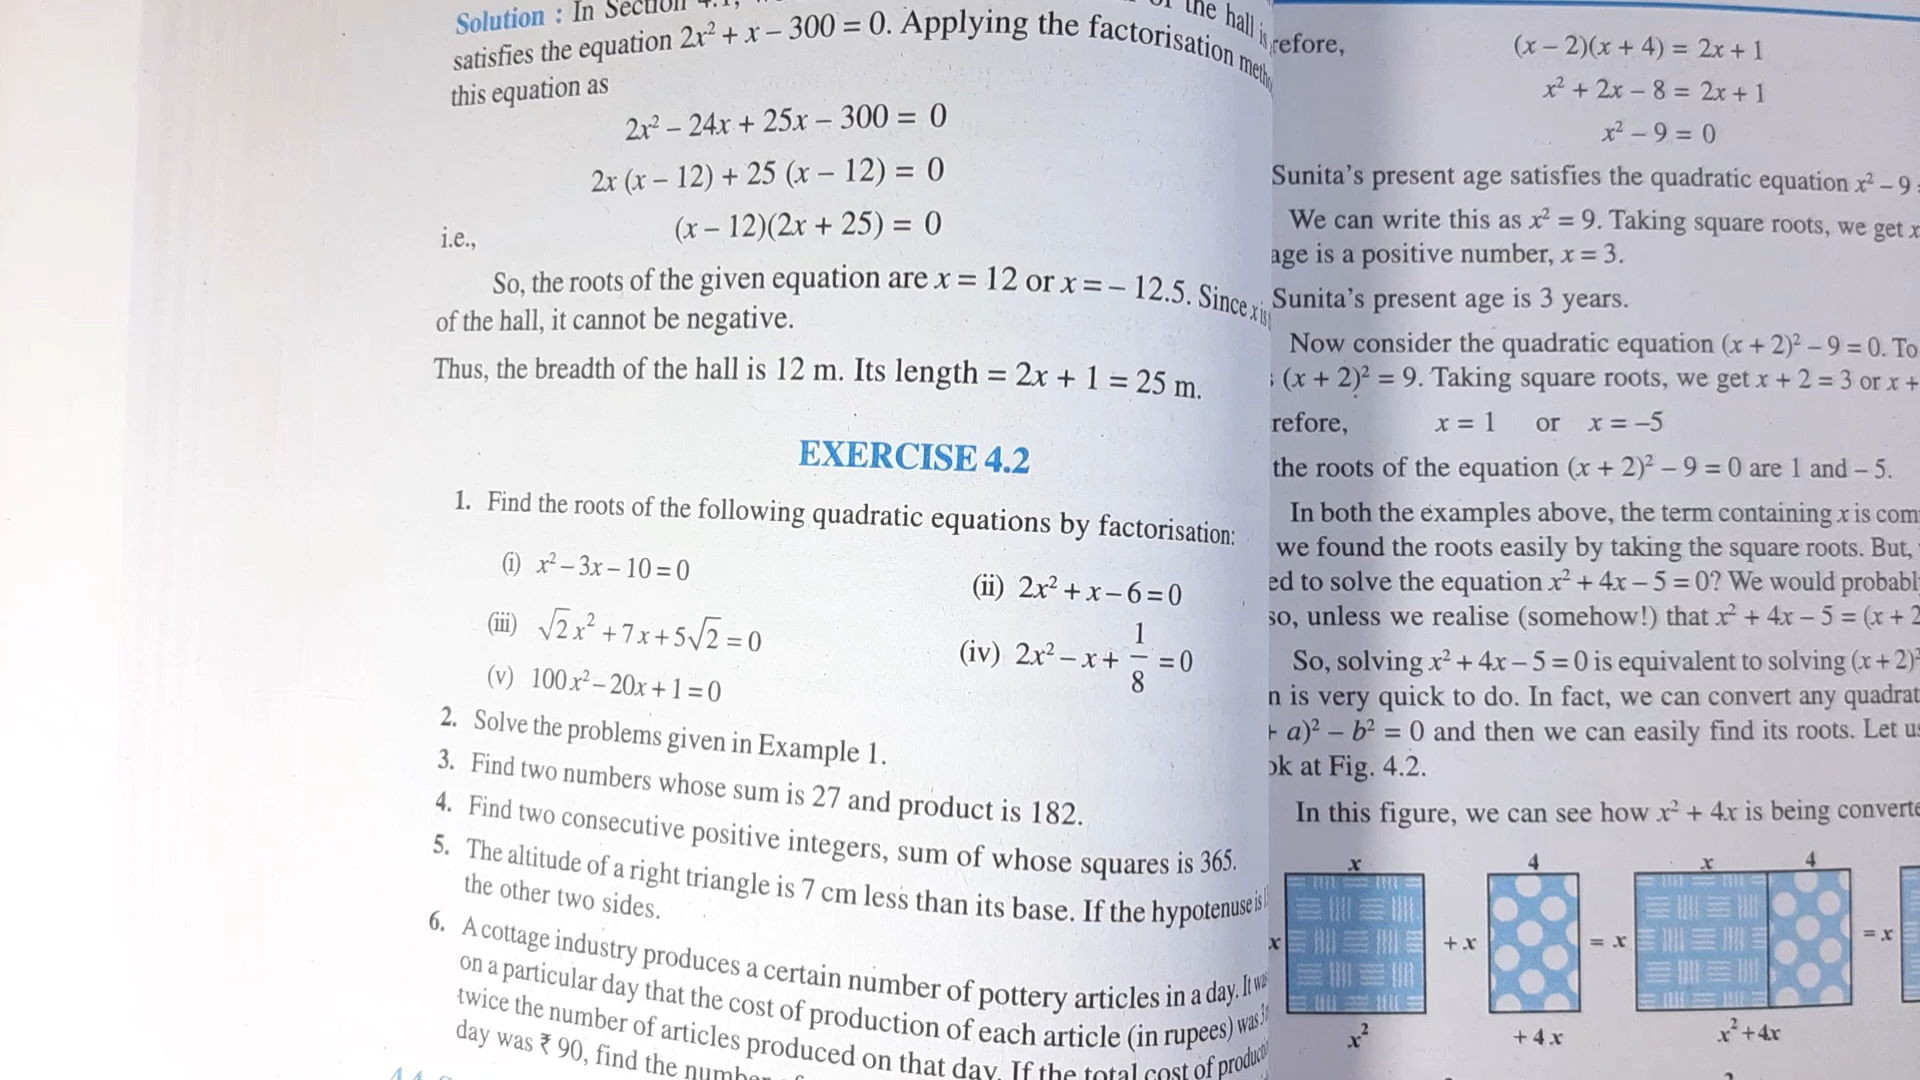 Solution : In Section
satisfies the equation 2x² + x – 300 = 0. Applying the factorisation
this equation as
2x² – 24x + 25x – 300 = 0
2x (x – 12) + 25 (x – 12) = 0
i.e., (x – 12)(2x + 25) = 0
So, the roots of the given equation are x = 12 or x = – 12.5. Since x is
of the hall, it cannot be negative.
Thus, the breadth of the hall is 12 m. Its length = 2x + 1 = 25 m.
EXERCISE 4.2
1. Find the roots of the following quadratic equations by factorisation:
(i) x² – 3x – 10 = 0 (ii) 2x² + x – 6 = 0
(iii) √2 x² + 7x + 5√2 = 0 (iv) 2x² – x + 1/8 = 0
(v) 100x² – 20x + 1 = 0
2. Solve the problems given in Example 1.
3. Find two numbers whose sum is 27 and product is 182.
4. Find two consecutive positive integers, sum of whose squares is 365.
5. The altitude of a right triangle is 7 cm less than its base. If the hypotenuse is
the other two sides.
6. A cottage industry produces a certain number of pottery articles in a day. It was
on a particular day that the cost of production of each article (in rupees) was
twice the number of articles produced on that day. If the total cost of
day was ₹ 90, find the
refore, (x – 2)(x + 4) = 2x + 1
x² + 2x – 8 = 2x + 1
x² – 9 = 0
Sunita's present age satisfies the quadratic equation x² – 9
We can write this as x² = 9. Taking square roots, we get x
age is a positive number, x = 3.
Sunita's present age is 3 years.
Now consider the quadratic equation (x + 2)² – 9 = 0. To
(x + 2)² = 9. Taking square roots, we get x + 2 = 3 or x +
refore, x = 1 or x = –5
the roots of the equation (x + 2)² – 9 = 0 are 1 and – 5.
In both the examples above, the term containing x is com
we found the roots easily by taking the square roots. But,
ed to solve the equation x² + 4x – 5 = 0? We would probabl
so, unless we realise (somehow!) that x² + 4x – 5 = (x + 2
So, solving x² + 4x – 5 = 0 is equivalent to solving (x + 2)²
n is very quick to do. In fact, we can convert any quadrat
+ a)² – b² = 0 and then we can easily find its roots. Let us
ok at Fig. 4.2.
In this figure, we can see how x² + 4x is being converte
x 4 x 4
x + x = x = x
x² + 4x x² + 4x